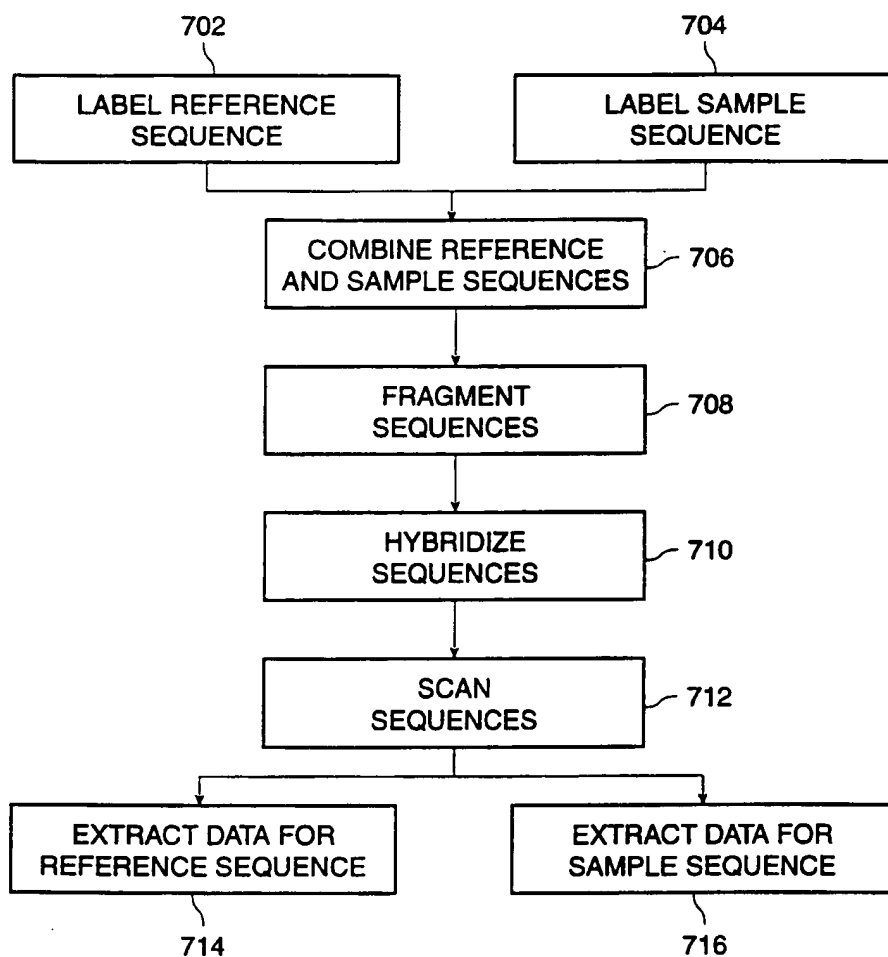 702
704
LABEL REFERENCE
SEQUENCE
LABEL SAMPLE
SEQUENCE
COMBINE REFERENCE
AND SAMPLE SEQUENCES
706
FRAGMENT
SEQUENCES
708
HYBRIDIZE
SEQUENCES
710
SCAN
SEQUENCES
712
EXTRACT DATA FOR
REFERENCE SEQUENCE
EXTRACT DATA FOR
SAMPLE SEQUENCE
714
716